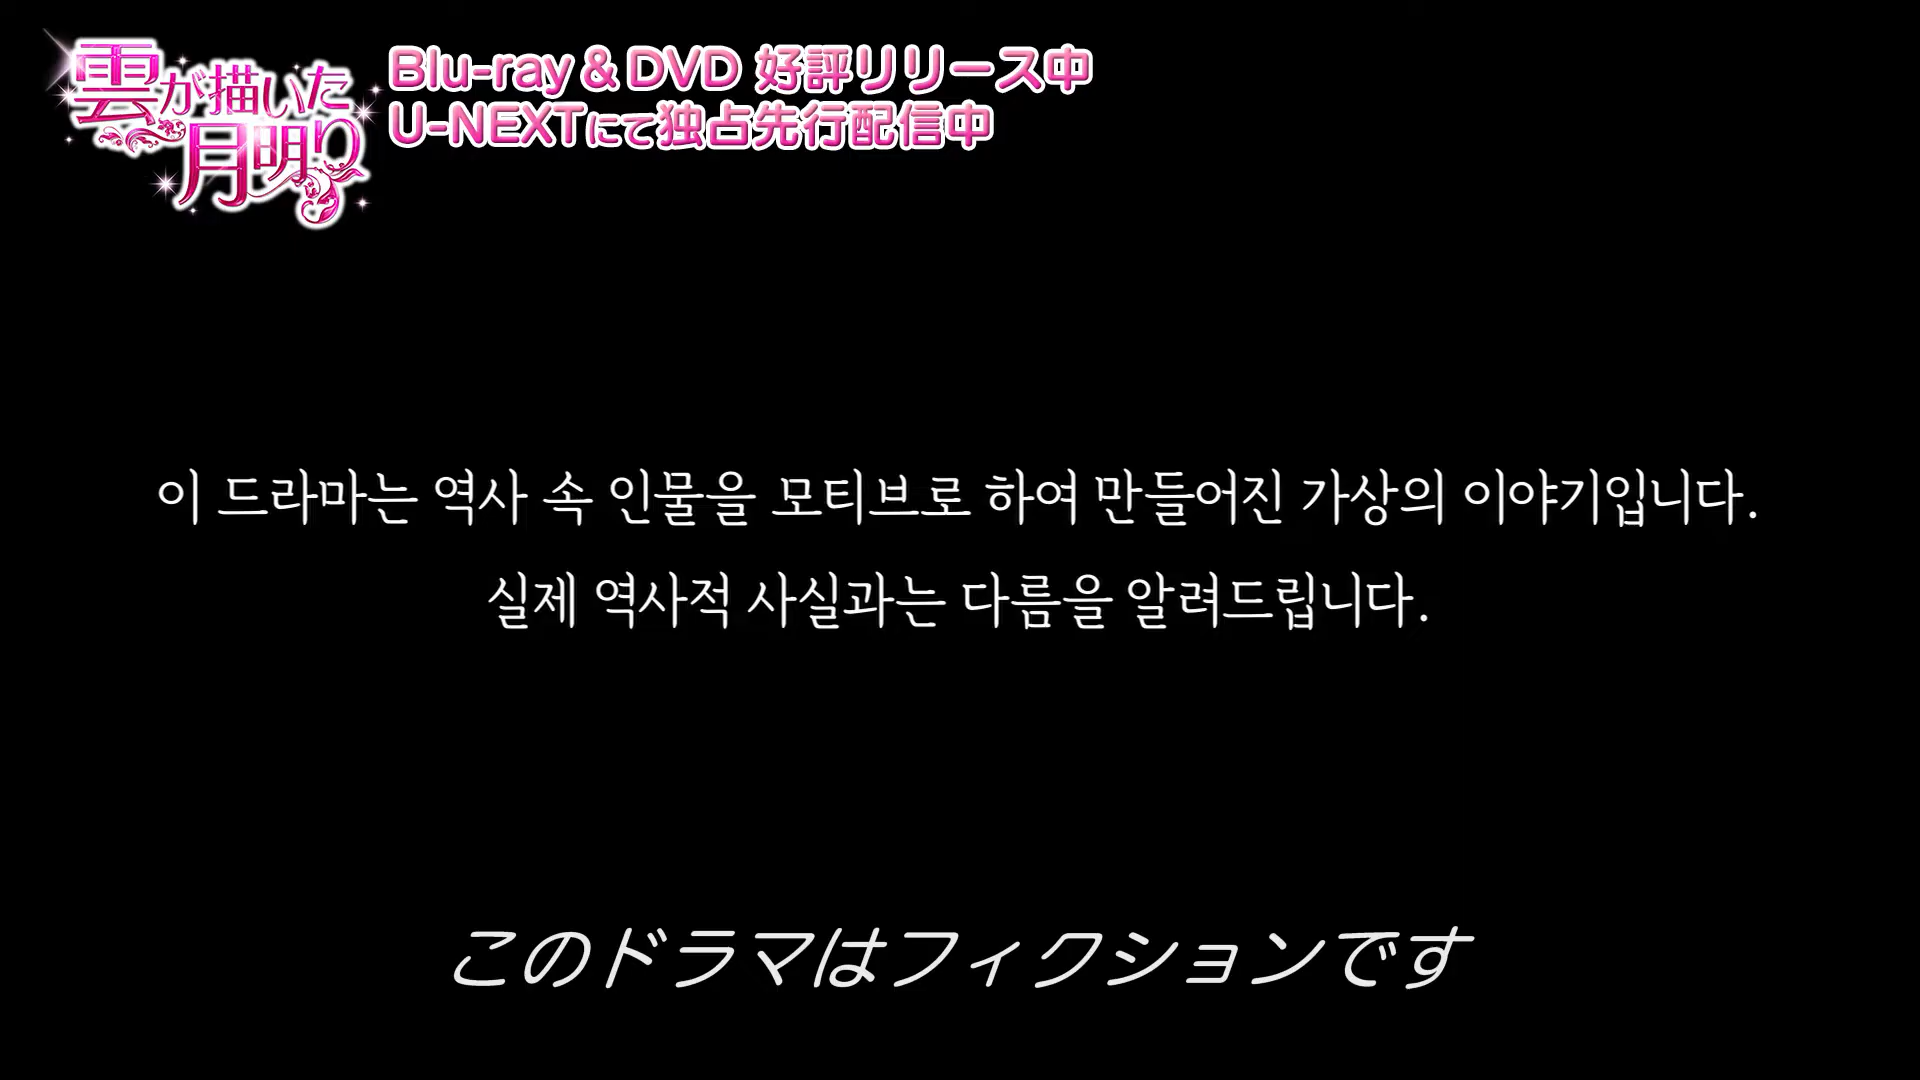 雲が描いた
月明り
Blu-ray & DVD 好評リリース中
U-NEXTにて独占先行配信中
이 드라마는 역사 속 인물을 모티브로 하여 만들어진 가상의 이야기입니다.
실제 역사적 사실과는 다름을 알려드립니다.
このドラマはフィクションです